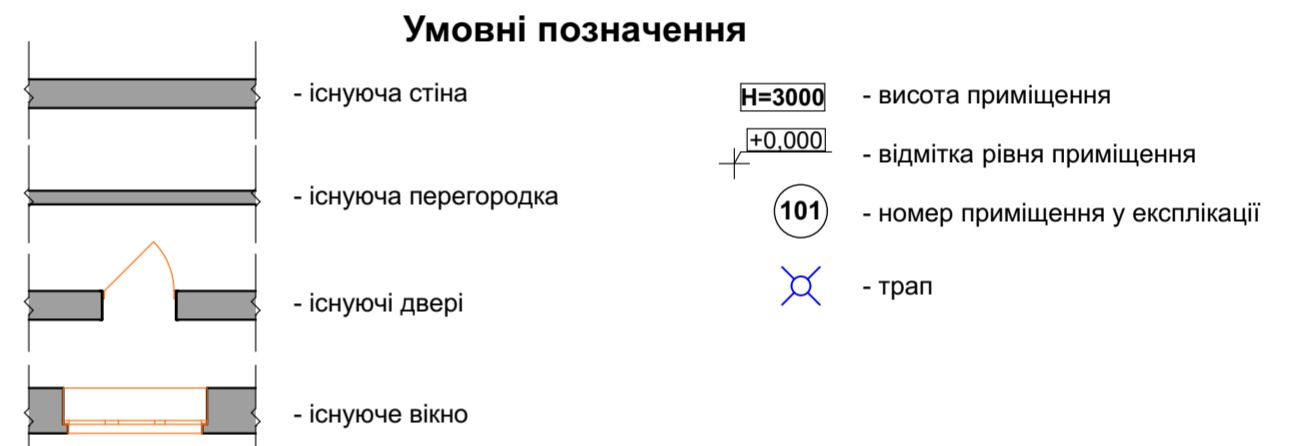 Умовні позначення
- існуюча стіна
- існуюча перегородка
- існуючі двері
- існуюче вікно
H=3000 - висота приміщення
+0,000 - відмітка рівня приміщення
101 - номер приміщення у експлікації
- трап